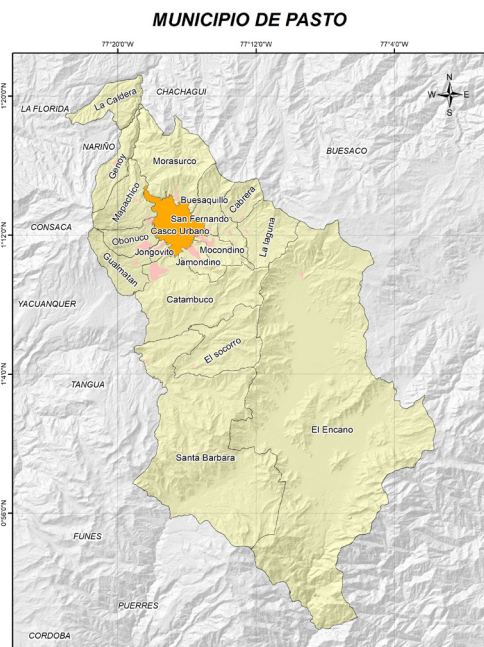 MUNICIPIO DE PASTO
77°20'0"W
77°12'0"W
77°4'0"W
N
W
E
S
1°20'0"N
CHACHAGUI
La Caldera
LA FLORIDA
NARIÑO
BUESACO
Morasurco
Genoy
Mapachico
Buesaquillo
Cabrera
San Fernando
Casco Urbano
La laguna
CONSACA
1°12'0"N
Obonuco
Jongovito
Mocondino
Jamondino
Gualmatan
Catambuco
YACUANQUER
El socorro
1°4'0"N
TANGUA
El Encano
Santa Barbara
0°56'0"N
FUNES
PUERRES
CORDOBA